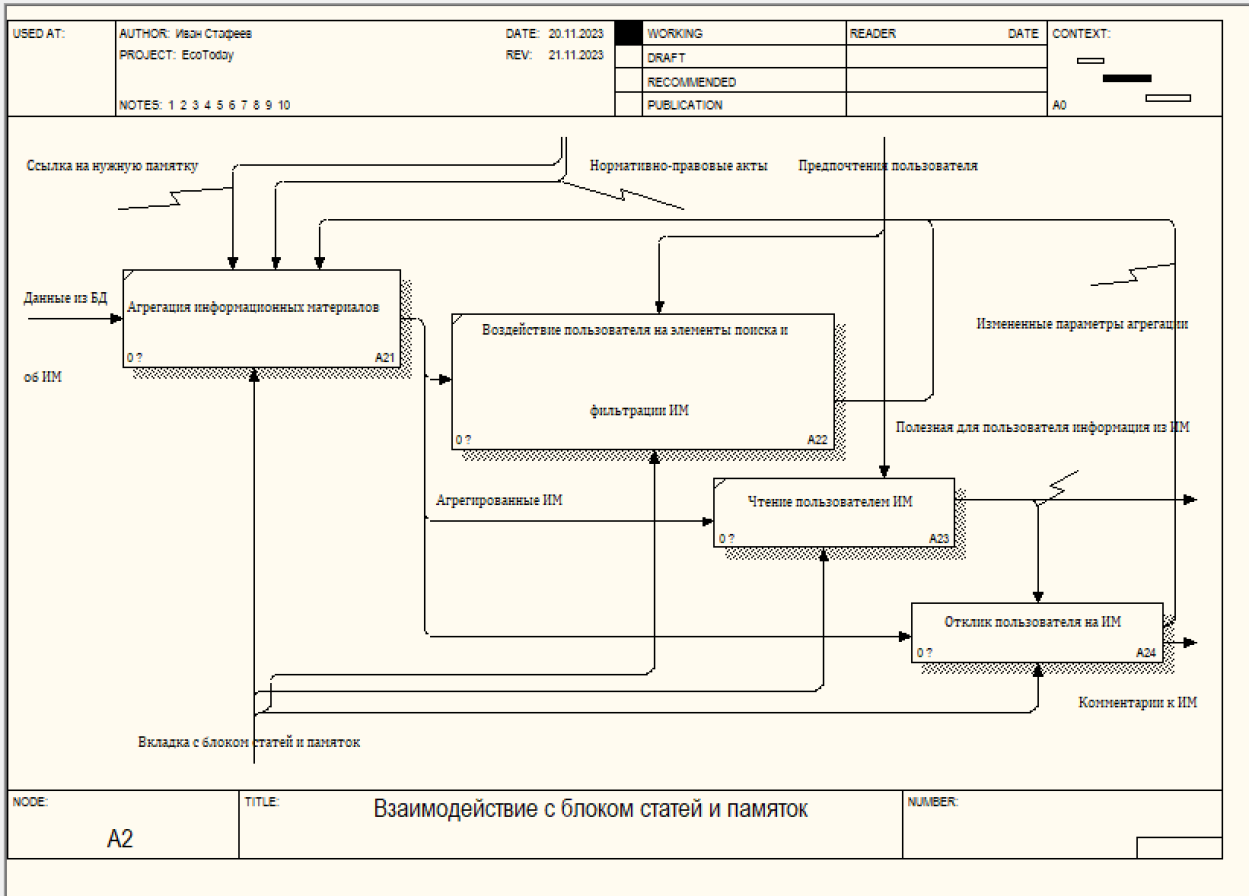 USED AT:
AUTHOR: Иван Стафеев
DATE: 20.11.2023
WORKING
READER
DATE
CONTEXT:
PROJECT: EcoToday
REV: 21.11.2023
DRAFT
RECOMMENDED
NOTES: 1 2 3 4 5 6 7 8 9 10
PUBLICATION
A0
Ссылка на нужную памятку
Нормативно-правовые акты
Предпочтения пользователя
Данные из БД
об ИМ
Агрегация информационных материалов
0 ?
A21
Воздействие пользователя на элементы поиска и
фильтрации ИМ
0 ?
A22
Измененные параметры агрегации
Полезная для пользователя информация из ИМ
Агрегированные ИМ
Чтение пользователем ИМ
0 ?
A23
Отклик пользователя на ИМ
0 ?
A24
Комментарии к ИМ
Вкладка с блоком статей и памяток
NODE:
A2
TITLE:
Взаимодействие с блоком статей и памяток
NUMBER: